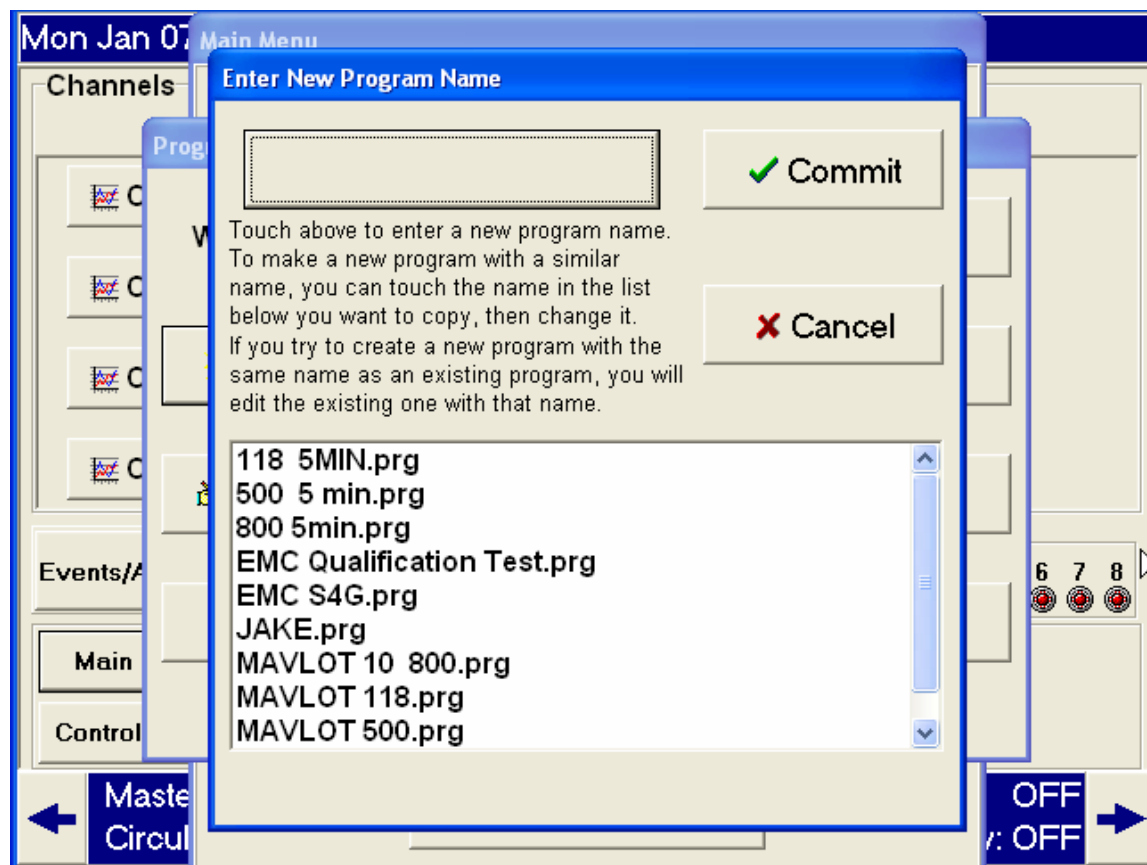 Mon Jan 07
Main Menu
Enter New Program Name
Channels
Commit
Touch above to enter a new program name.
To make a new program with a similar
name, you can touch the name in the list
below you want to copy, then change it.
If you try to create a new program with the
same name as an existing program, you will
edit the existing one with that name.
Cancel
118  5MIN.prg
500  5 min.prg
800 5min.prg
EMC Qualification Test.prg
EMC S4G.prg
JAKE.prg
MAVLOT 10  800.prg
MAVLOT 118.prg
MAVLOT 500.prg
Events/A
6 7 8
Main
Control
Maste
OFF
Circul
y: OFF